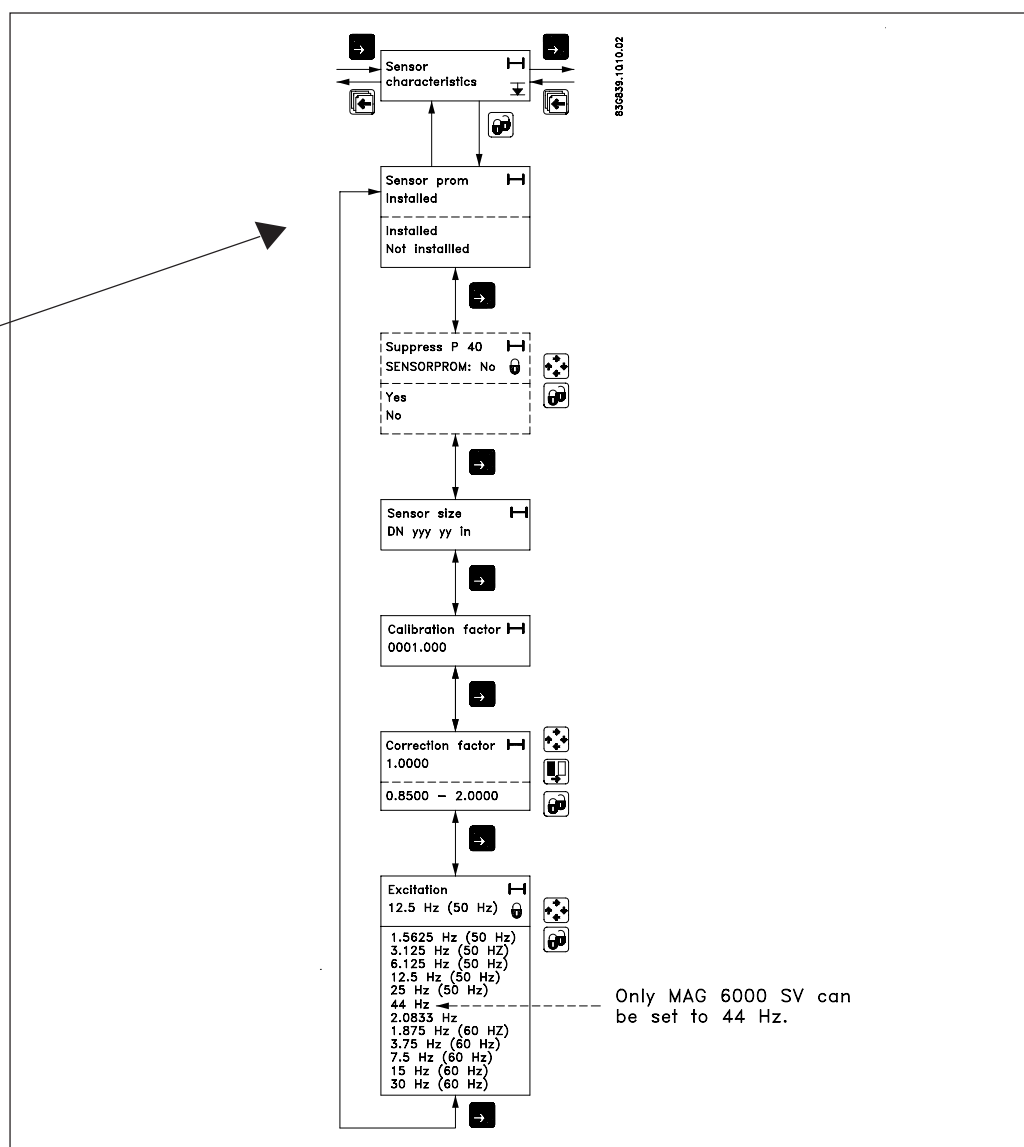 Sensor
characteristics
83G839.1010.02
Sensor prom
Installed
Installed
Not installled
Suppress P 40
SENSORPROM: No
Yes
No
Sensor size
DN yyy yy in
Calibration factor
0001.000
Correction factor
1.0000
0.8500 – 2.0000
Excitation
12.5 Hz (50 Hz)
1.5625 Hz (50 Hz)
3.125 Hz (50 HZ)
6.125 Hz (50 Hz)
12.5 Hz (50 Hz)
25 Hz (50 Hz)
44 Hz
2.0833 Hz
1.875 Hz (60 HZ)
3.75 Hz (60 Hz)
7.5 Hz (60 Hz)
15 Hz (60 Hz)
30 Hz (60 Hz)
Only MAG 6000 SV can
be set to 44 Hz.